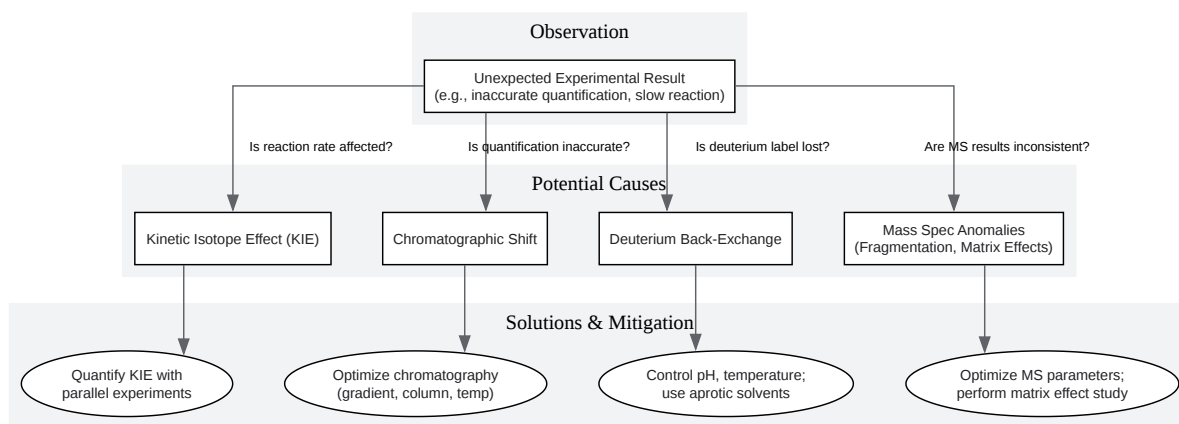 Observation
Unexpected Experimental Result
(e.g., inaccurate quantification, slow reaction)
Is reaction rate affected?
Is quantification inaccurate?
Is deuterium label lost?
Are MS results inconsistent?
Potential Causes
Kinetic Isotope Effect (KIE)
Chromatographic Shift
Deuterium Back-Exchange
Mass Spec Anomalies
(Fragmentation, Matrix Effects)
Solutions & Mitigation
Quantify KIE with
parallel experiments
Optimize chromatography
(gradient, column, temp)
Control pH, temperature;
use aprotic solvents
Optimize MS parameters;
perform matrix effect study